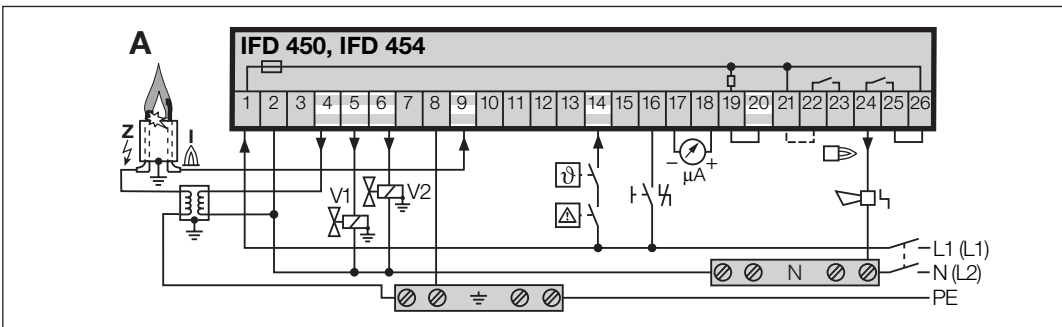 A
IFD 450, IFD 454
1 2 3 4 5 6 7 8 9 10 11 12 13 14 15 16 17 18 19 20 21 22 23 24 25 26
Z
I
V1
V2
ϑ
− +
µA
L1 (L1)
N
N (L2)
PE